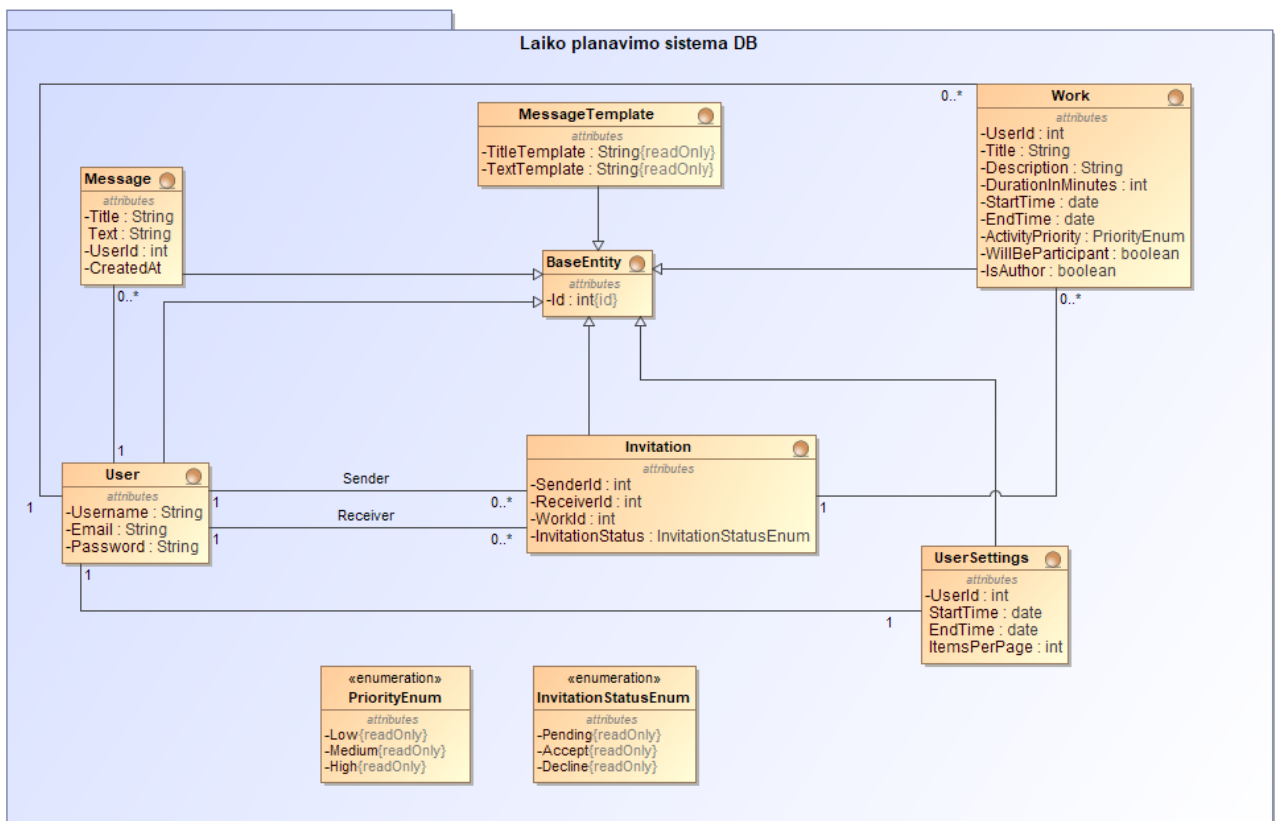 Laiko planavimo sistema DB
0..*
Work
attributes
-UserId : int
-Title : String
-Description : String
-DurationInMinutes : int
-StartTime : date
-EndTime : date
-ActivityPriority : PriorityEnum
-WillBeParticipant : boolean
-IsAuthor : boolean
0..*
MessageTemplate
attributes
-TitleTemplate : String{readOnly}
-TextTemplate : String{readOnly}
Message
attributes
-Title : String
Text : String
-UserId : int
-CreatedAt
0..*
BaseEntity
attributes
-Id : int{id}
1
User
attributes
-Username : String
-Email : String
-Password : String
1
1
1
1
Sender
0..*
Receiver
0..*
Invitation
attributes
-SenderId : int
-ReceiverId : int
-WorkId : int
-InvitationStatus : InvitationStatusEnum
1
UserSettings
attributes
-UserId : int
StartTime : date
EndTime : date
ItemsPerPage : int
1
«enumeration»
PriorityEnum
attributes
-Low{readOnly}
-Medium{readOnly}
-High{readOnly}
«enumeration»
InvitationStatusEnum
attributes
-Pending{readOnly}
-Accept{readOnly}
-Decline{readOnly}